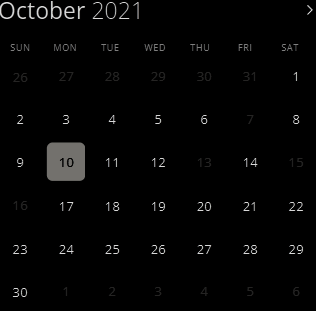 October 2021
SUN MON TUE WED THU FRI SAT
26 27 28 29 30 31 1
2 3 4 5 6 7 8
9 10 11 12 13 14 15
16 17 18 19 20 21 22
23 24 25 26 27 28 29
30 1 2 3 4 5 6